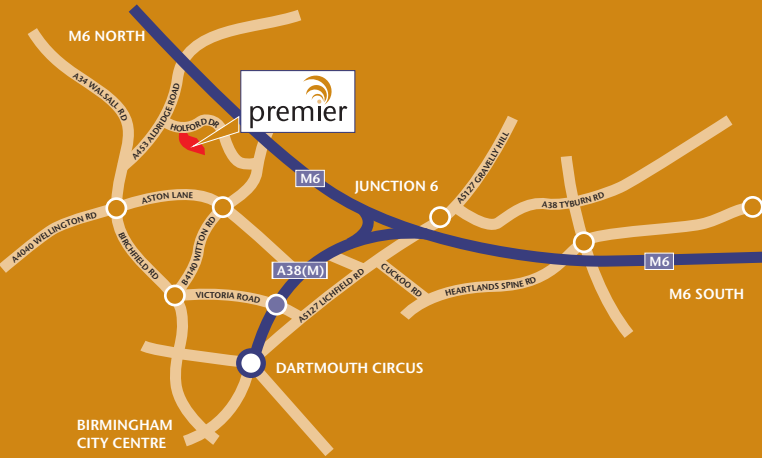 M6 NORTH
A34 WALSALL RD
A453 ALDRIDGE ROAD
HOLFORD DR
premier
M6
JUNCTION 6
A5127 GRAVELLY HILL
A38 TYBURN RD
ASTON LANE
A4040 WELLINGTON RD
BIRCHFIELD RD
B4140 WITTON RD
A38(M)
CUCKOO RD
M6
VICTORIA ROAD
A5127 LICHFIELD RD
HEARTLANDS SPINE RD
M6 SOUTH
DARTMOUTH CIRCUS
BIRMINGHAM
CITY CENTRE